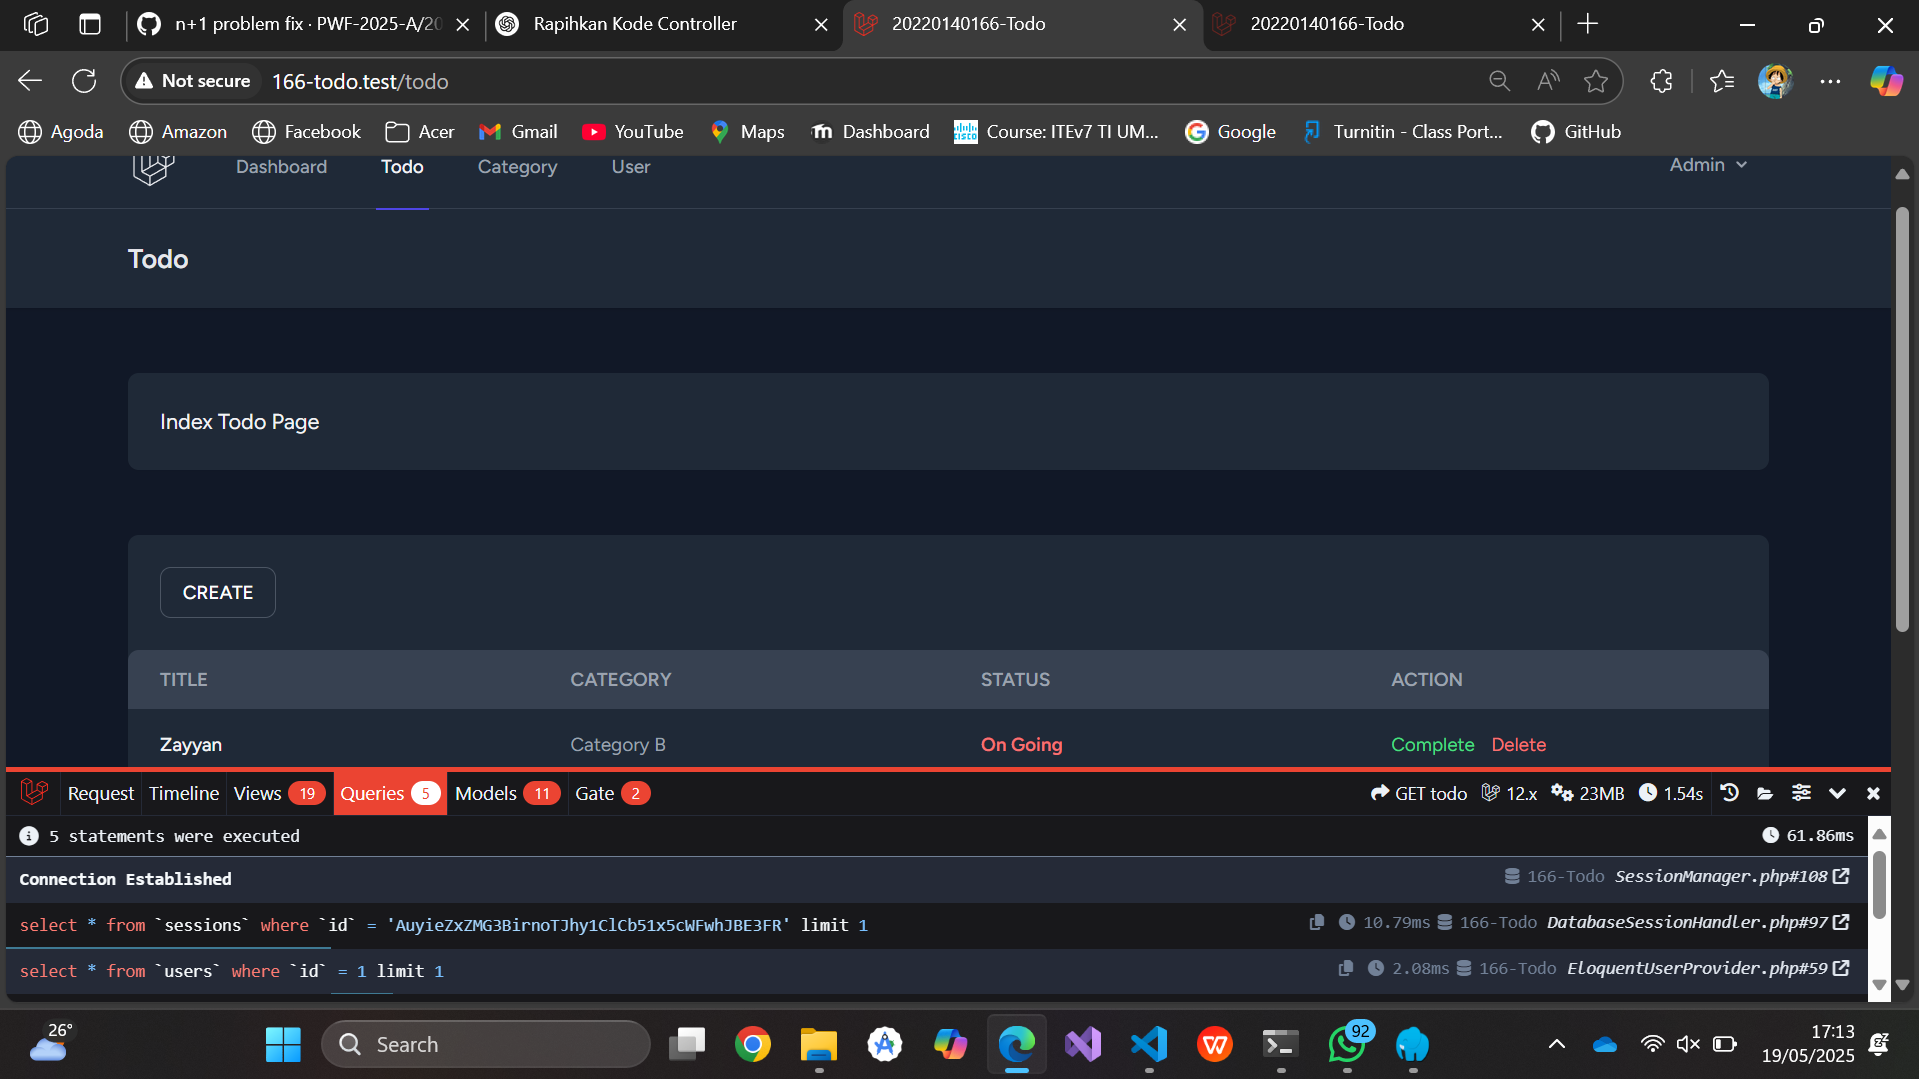 n+1 problem fix · PWF-2025-A/20
Rapihkan Kode Controller
20220140166-Todo
20220140166-Todo
Not secure
166-todo.test/todo
Agoda
Amazon
Facebook
Acer
Gmail
YouTube
Maps
Dashboard
Course: ITEv7 TI UM...
Google
Turnitin - Class Port...
GitHub
Dashboard
Todo
Category
User
Admin
Todo
Index Todo Page
CREATE
TITLE CATEGORY STATUS ACTION
Zayyan Category B On Going Complete Delete
Request Timeline Views 19 Queries 5 Models 11 Gate 2 GET todo 12.x 23MB 1.54s
5 statements were executed 61.86ms
Connection Established 166-Todo SessionManager.php#108
select * from `sessions` where `id` = 'AuyieZxZMG3BirnoTJhy1ClCb51x5cWFwhJBE3FR' limit 1 10.79ms 166-Todo DatabaseSessionHandler.php#97
select * from `users` where `id` = 1 limit 1 2.08ms 166-Todo EloquentUserProvider.php#59
26°
Search
92
17:13
19/05/2025